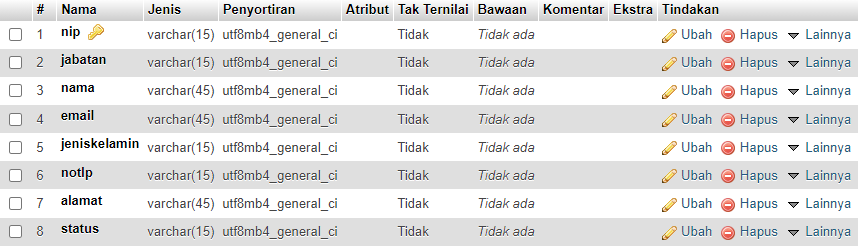 # Nama Jenis Penyortiran Atribut Tak Ternilai Bawaan Komentar Ekstra Tindakan
1 nip varchar(15) utf8mb4_general_ci Tidak Tidak ada Ubah Hapus Lainnya
2 jabatan varchar(15) utf8mb4_general_ci Tidak Tidak ada Ubah Hapus Lainnya
3 nama varchar(45) utf8mb4_general_ci Tidak Tidak ada Ubah Hapus Lainnya
4 email varchar(45) utf8mb4_general_ci Tidak Tidak ada Ubah Hapus Lainnya
5 jeniskelamin varchar(15) utf8mb4_general_ci Tidak Tidak ada Ubah Hapus Lainnya
6 notlp varchar(15) utf8mb4_general_ci Tidak Tidak ada Ubah Hapus Lainnya
7 alamat varchar(45) utf8mb4_general_ci Tidak Tidak ada Ubah Hapus Lainnya
8 status varchar(15) utf8mb4_general_ci Tidak Tidak ada Ubah Hapus Lainnya